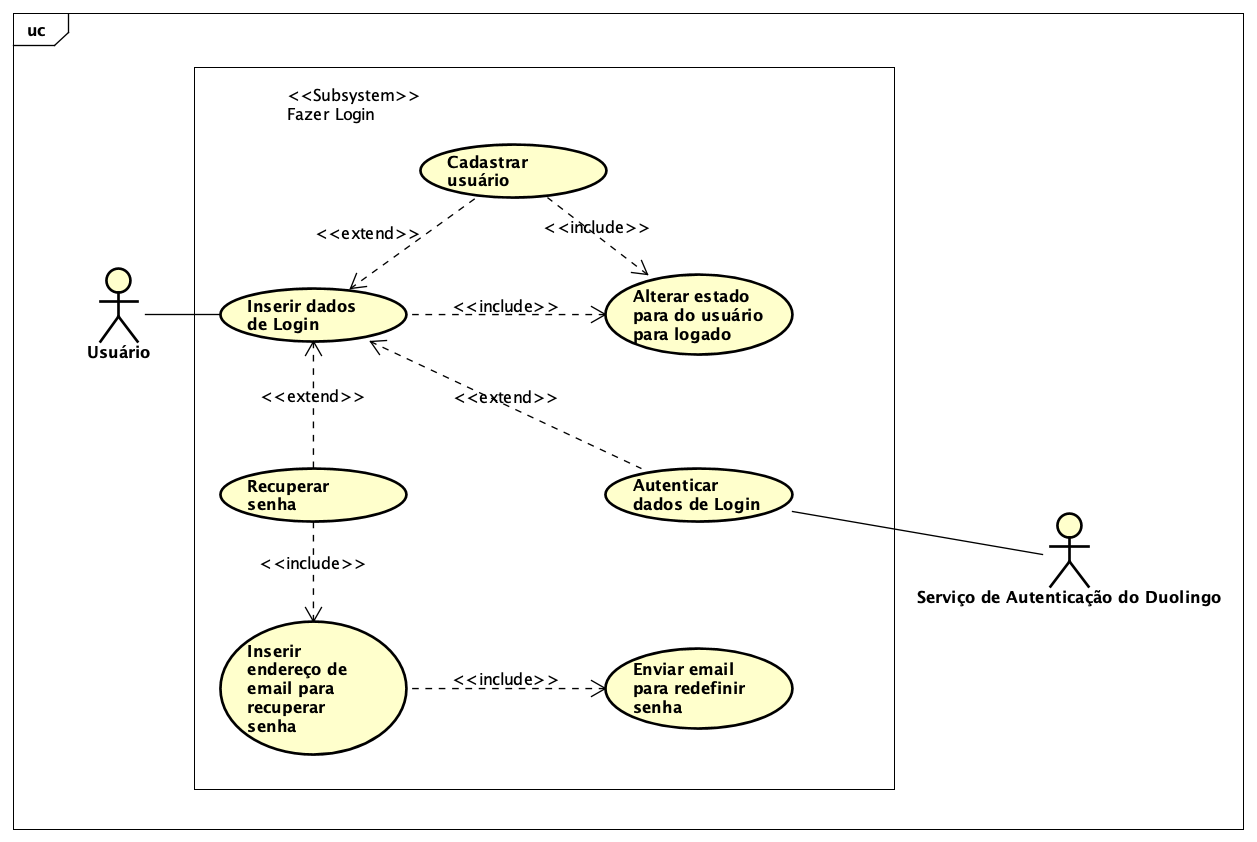 uc
<<Subsystem>>
Fazer Login
Cadastrar
usuário
<<extend>>
<<include>>
Inserir dados
de Login
<<include>>
Alterar estado
para do usuário
para logado
Usuário
<<extend>>
<<extend>>
Recuperar
senha
Autenticar
dados de Login
<<include>>
Serviço de Autenticação do Duolingo
Inserir
endereço de
email para
recuperar
senha
<<include>>
Enviar email
para redefinir
senha